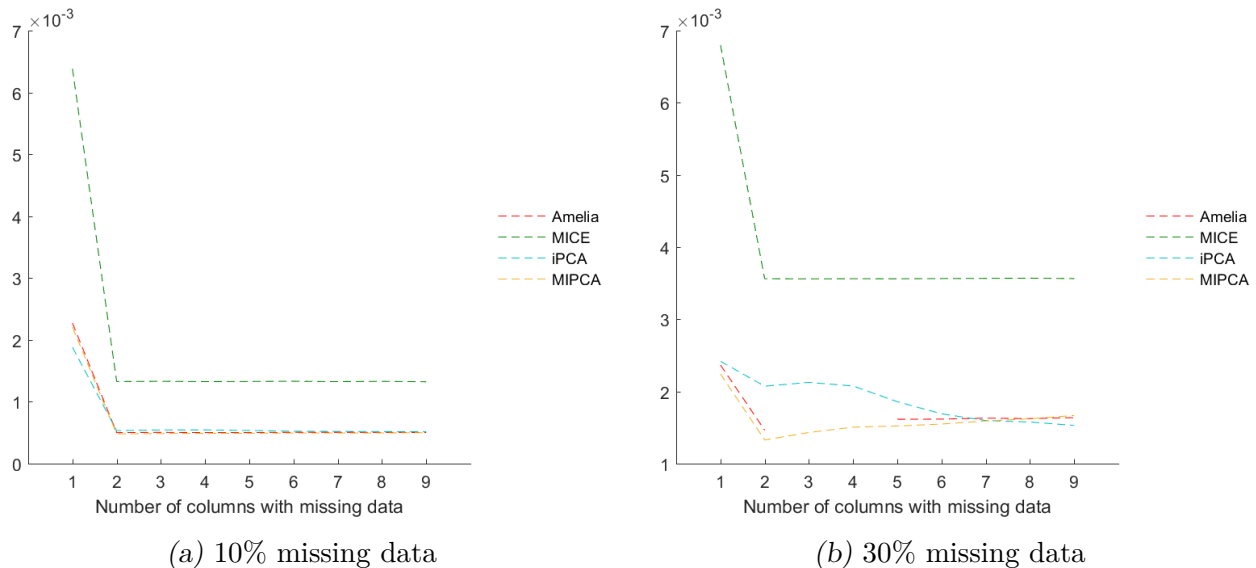 ×10⁻³
7
6
5
4
3
2
1
0
1 2 3 4 5 6 7 8 9
Number of columns with missing data
Amelia
MICE
iPCA
MIPCA
(a) 10% missing data
×10⁻³
7
6
5
4
3
2
1
1 2 3 4 5 6 7 8 9
Number of columns with missing data
Amelia
MICE
iPCA
MIPCA
(b) 30% missing data